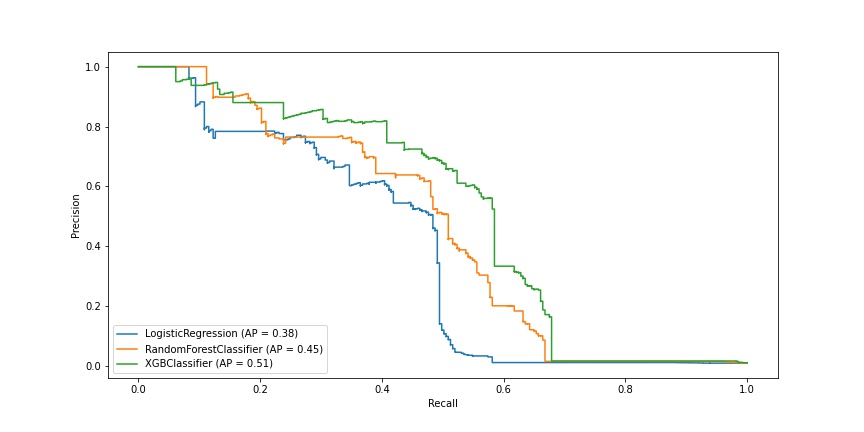 Precision
1.0
0.8
0.6
0.4
0.2
0.0
LogisticRegression (AP = 0.38)
RandomForestClassifier (AP = 0.45)
XGBClassifier (AP = 0.51)
0.0 0.2 0.4 0.6 0.8 1.0
Recall